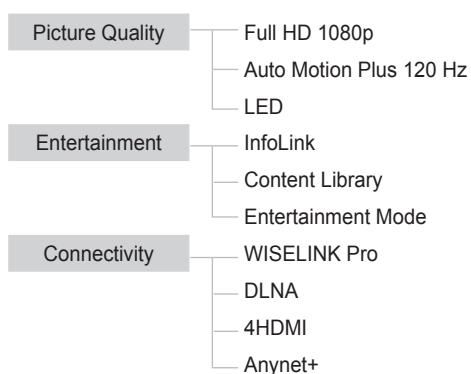 Picture Quality
Full HD 1080p
Auto Motion Plus 120 Hz
LED
Entertainment
InfoLink
Content Library
Entertainment Mode
Connectivity
WISELINK Pro
DLNA
4HDMI
Anynet+